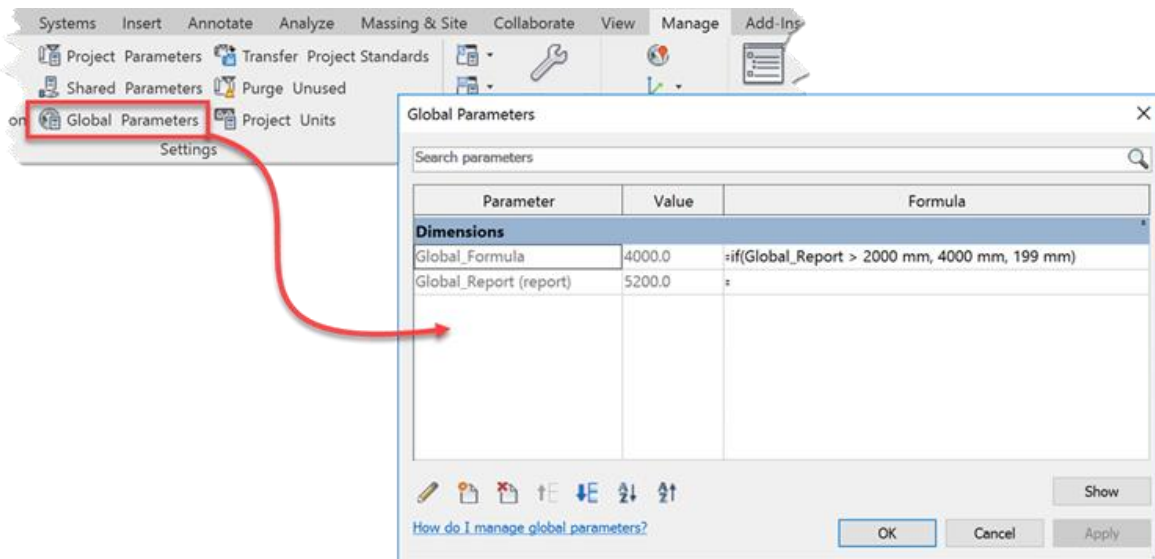 Systems Insert Annotate Analyze Massing & Site Collaborate View Manage Add-Ins
Project Parameters Transfer Project Standards
Shared Parameters Purge Unused
on Global Parameters Project Units
Settings
Global Parameters
Search parameters
Parameter Value Formula
Dimensions
Global_Formula 4000.0 =if(Global_Report > 2000 mm, 4000 mm, 199 mm)
Global_Report (report) 5200.0 =
Show
How do I manage global parameters? OK Cancel Apply